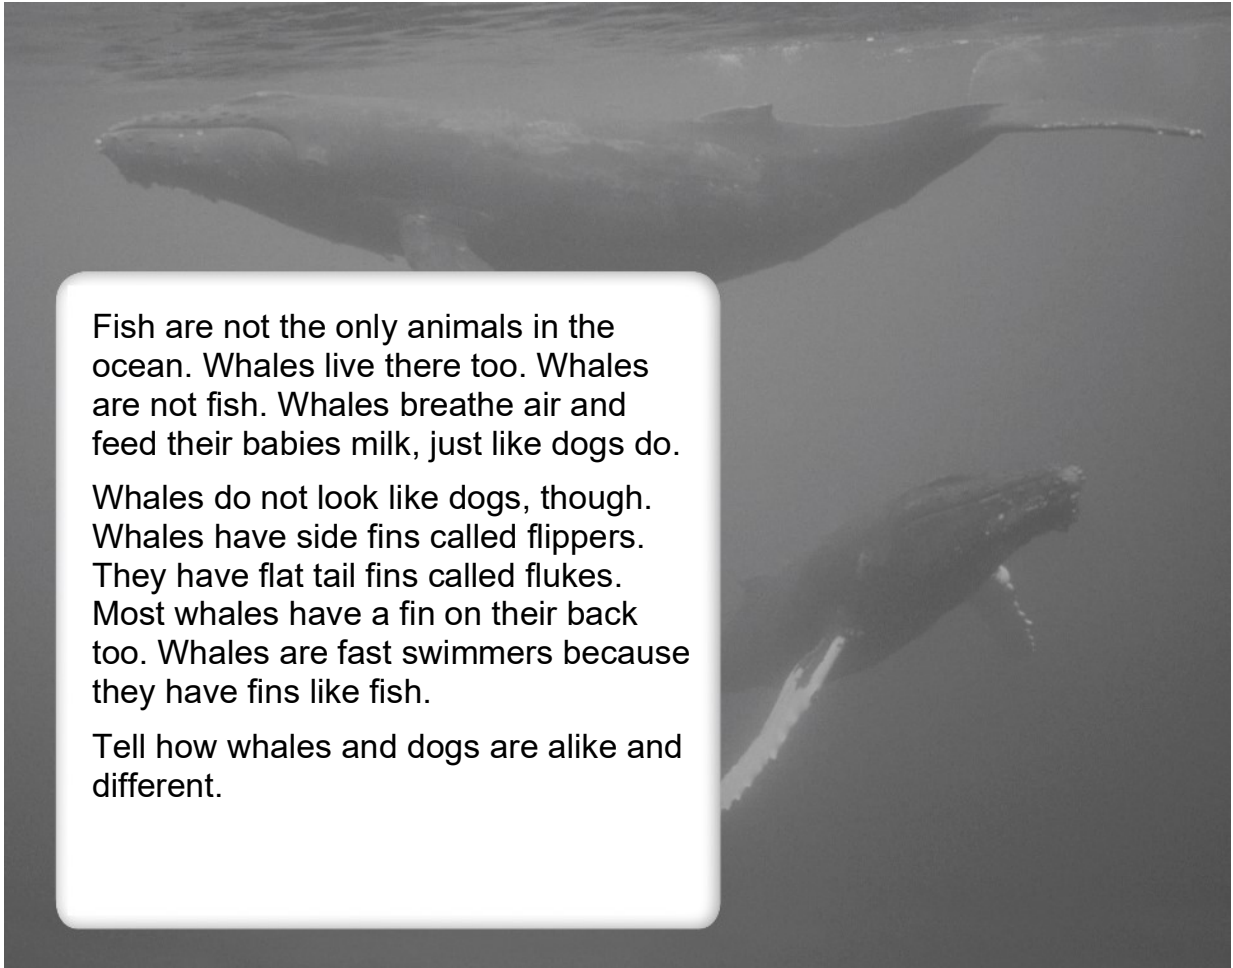 Fish are not the only animals in the
ocean. Whales live there too. Whales
are not fish. Whales breathe air and
feed their babies milk, just like dogs do.
Whales do not look like dogs, though.
Whales have side fins called flippers.
They have flat tail fins called flukes.
Most whales have a fin on their back
too. Whales are fast swimmers because
they have fins like fish.
Tell how whales and dogs are alike and
different.